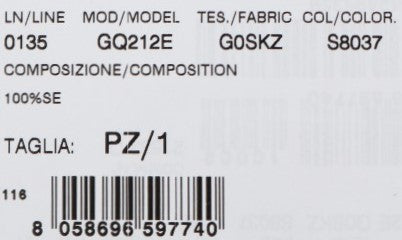 LN/LINE MOD/MODEL TES./FABRIC COL/COLOR.
0135 GQ212E G0SKZ S8037
COMPOSIZIONE/COMPOSITION
100%SE
TAGLIA: PZ/1
116
8 058696 597740